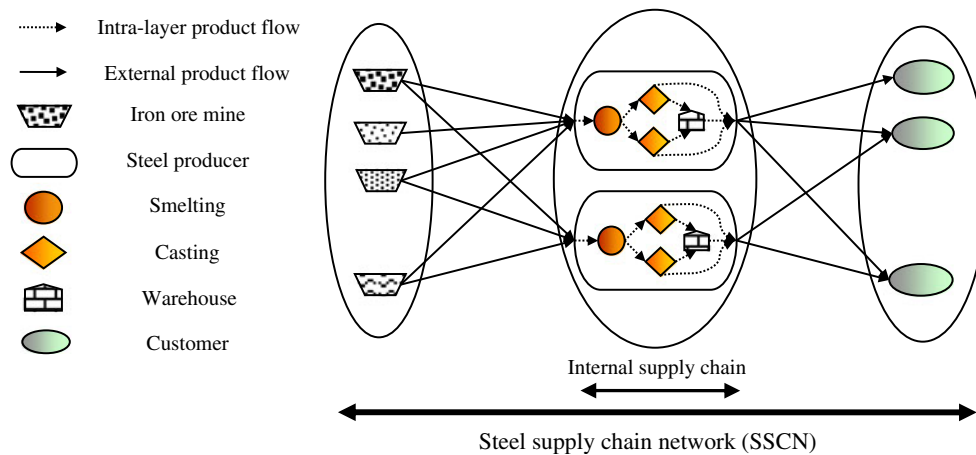 Intra-layer product flow
External product flow
Iron ore mine
Steel producer
Smelting
Casting
Warehouse
Customer
Internal supply chain
Steel supply chain network (SSCN)